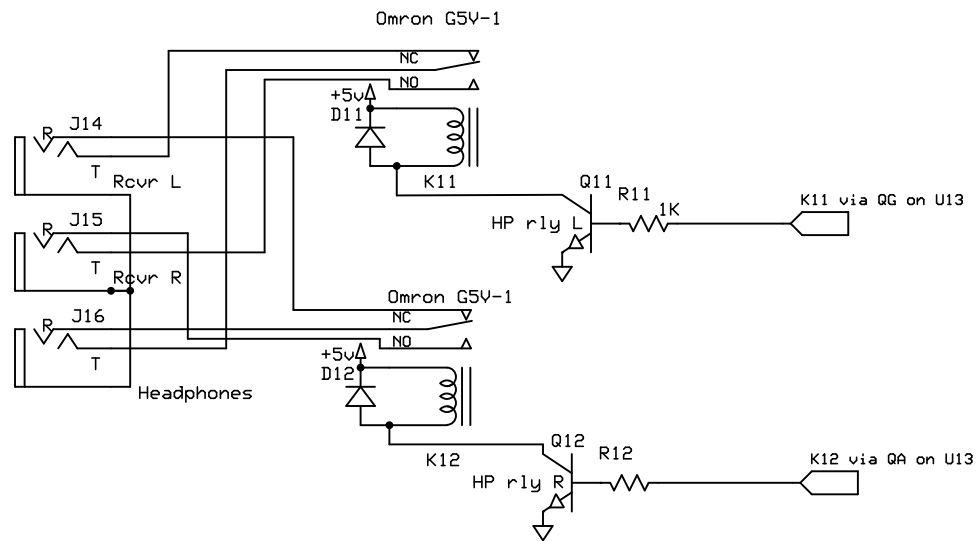 Omron G5V-1
NC
NO
+5v
D11
R
J14
T
Rcvr L
K11
Q11
R11
1K
K11 via QG on U13
HP rly L
R
J15
T
Rcvr R
Omron G5V-1
NC
R
J16
NO
T
+5v
D12
Headphones
K12
Q12
R12
K12 via QA on U13
HP rly R